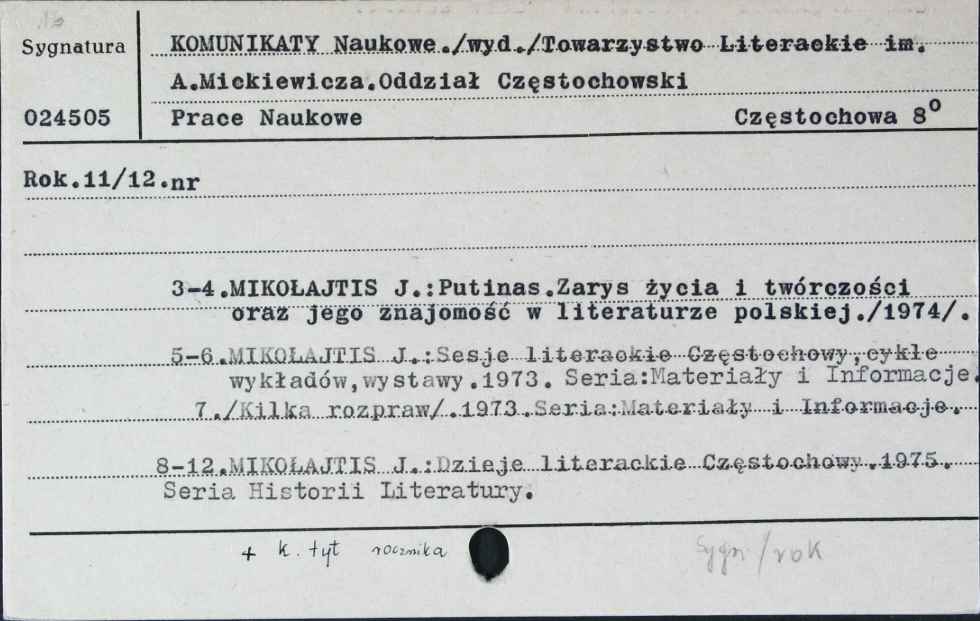 Sygnatura
KOMUNIKATY Naukowe./wyd./Towarzystwo Literackie im.
A.Mickiewicza.Oddział Częstochowski
024505
Prace Naukowe Częstochowa 8º
Rok.11/12.nr
3-4.MIKOŁAJTIS J.:Putinas.Zarys życia i twórczości
oraz jego znajomość w literaturze polskiej./1974/.
5-6.MIKOŁAJTIS J.:Sesje literackie Częstochowy,cykle
wykładów,wystawy.1973. Seria:Materiały i Informacje.
7./Kilka rozpraw/.1973.Seria:Materiały i Informacje.
8-12.MIKOŁAJTIS J.:Dzieje literackie Częstochowy.1975.
Seria Historii Literatury.
+ k. tyt rocznika
Sygn/rok